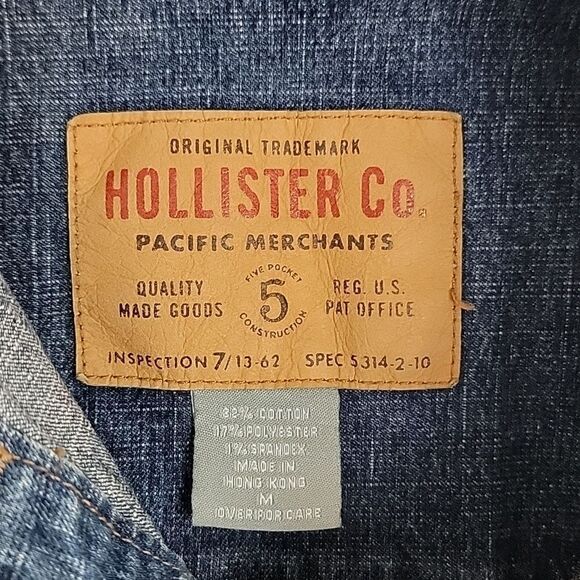 ORIGINAL TRADEMARK
HOLLISTER Co.
PACIFIC MERCHANTS
QUALITY
MADE GOODS
FIVE POCKET
5
CONSTRUCTION
REG. U.S.
PAT OFFICE
INSPECTION 7/13-62 SPEC 5314-2-10
82% COTTON
17% POLYESTER
1% SPANDEX
MADE IN
HONG KONG
M
OVER FOR CARE